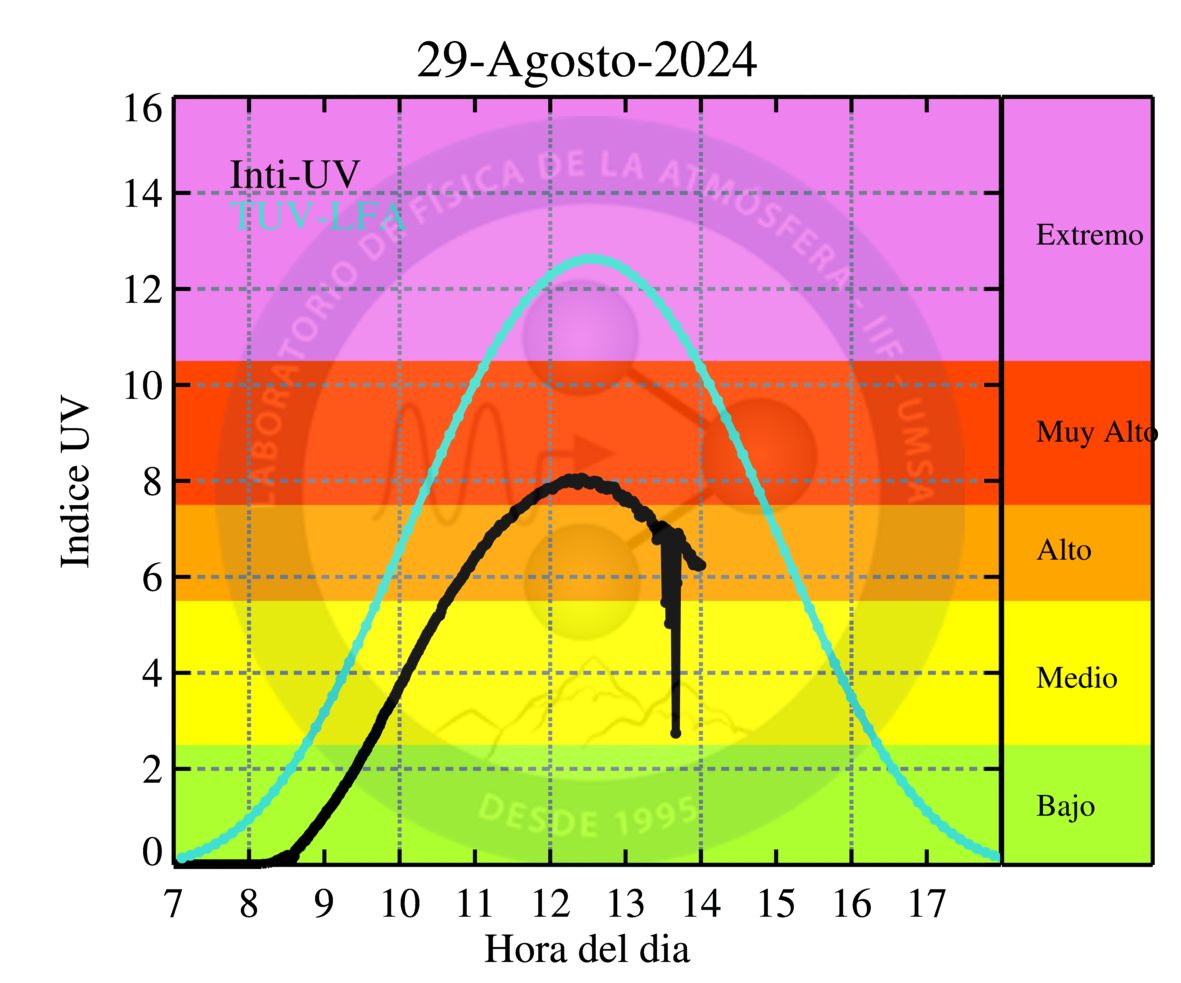 29-Agosto-2024
Inti-UV
TUV-LFA
LABORATORIO DE FÍSICA DE LA ATMÓSFERA - IIF - UMSA
DESDE 1995
Indice UV
16
14
12
10
8
6
4
2
0
Extremo
Muy Alto
Alto
Medio
Bajo
7 8 9 10 11 12 13 14 15 16 17
Hora del dia